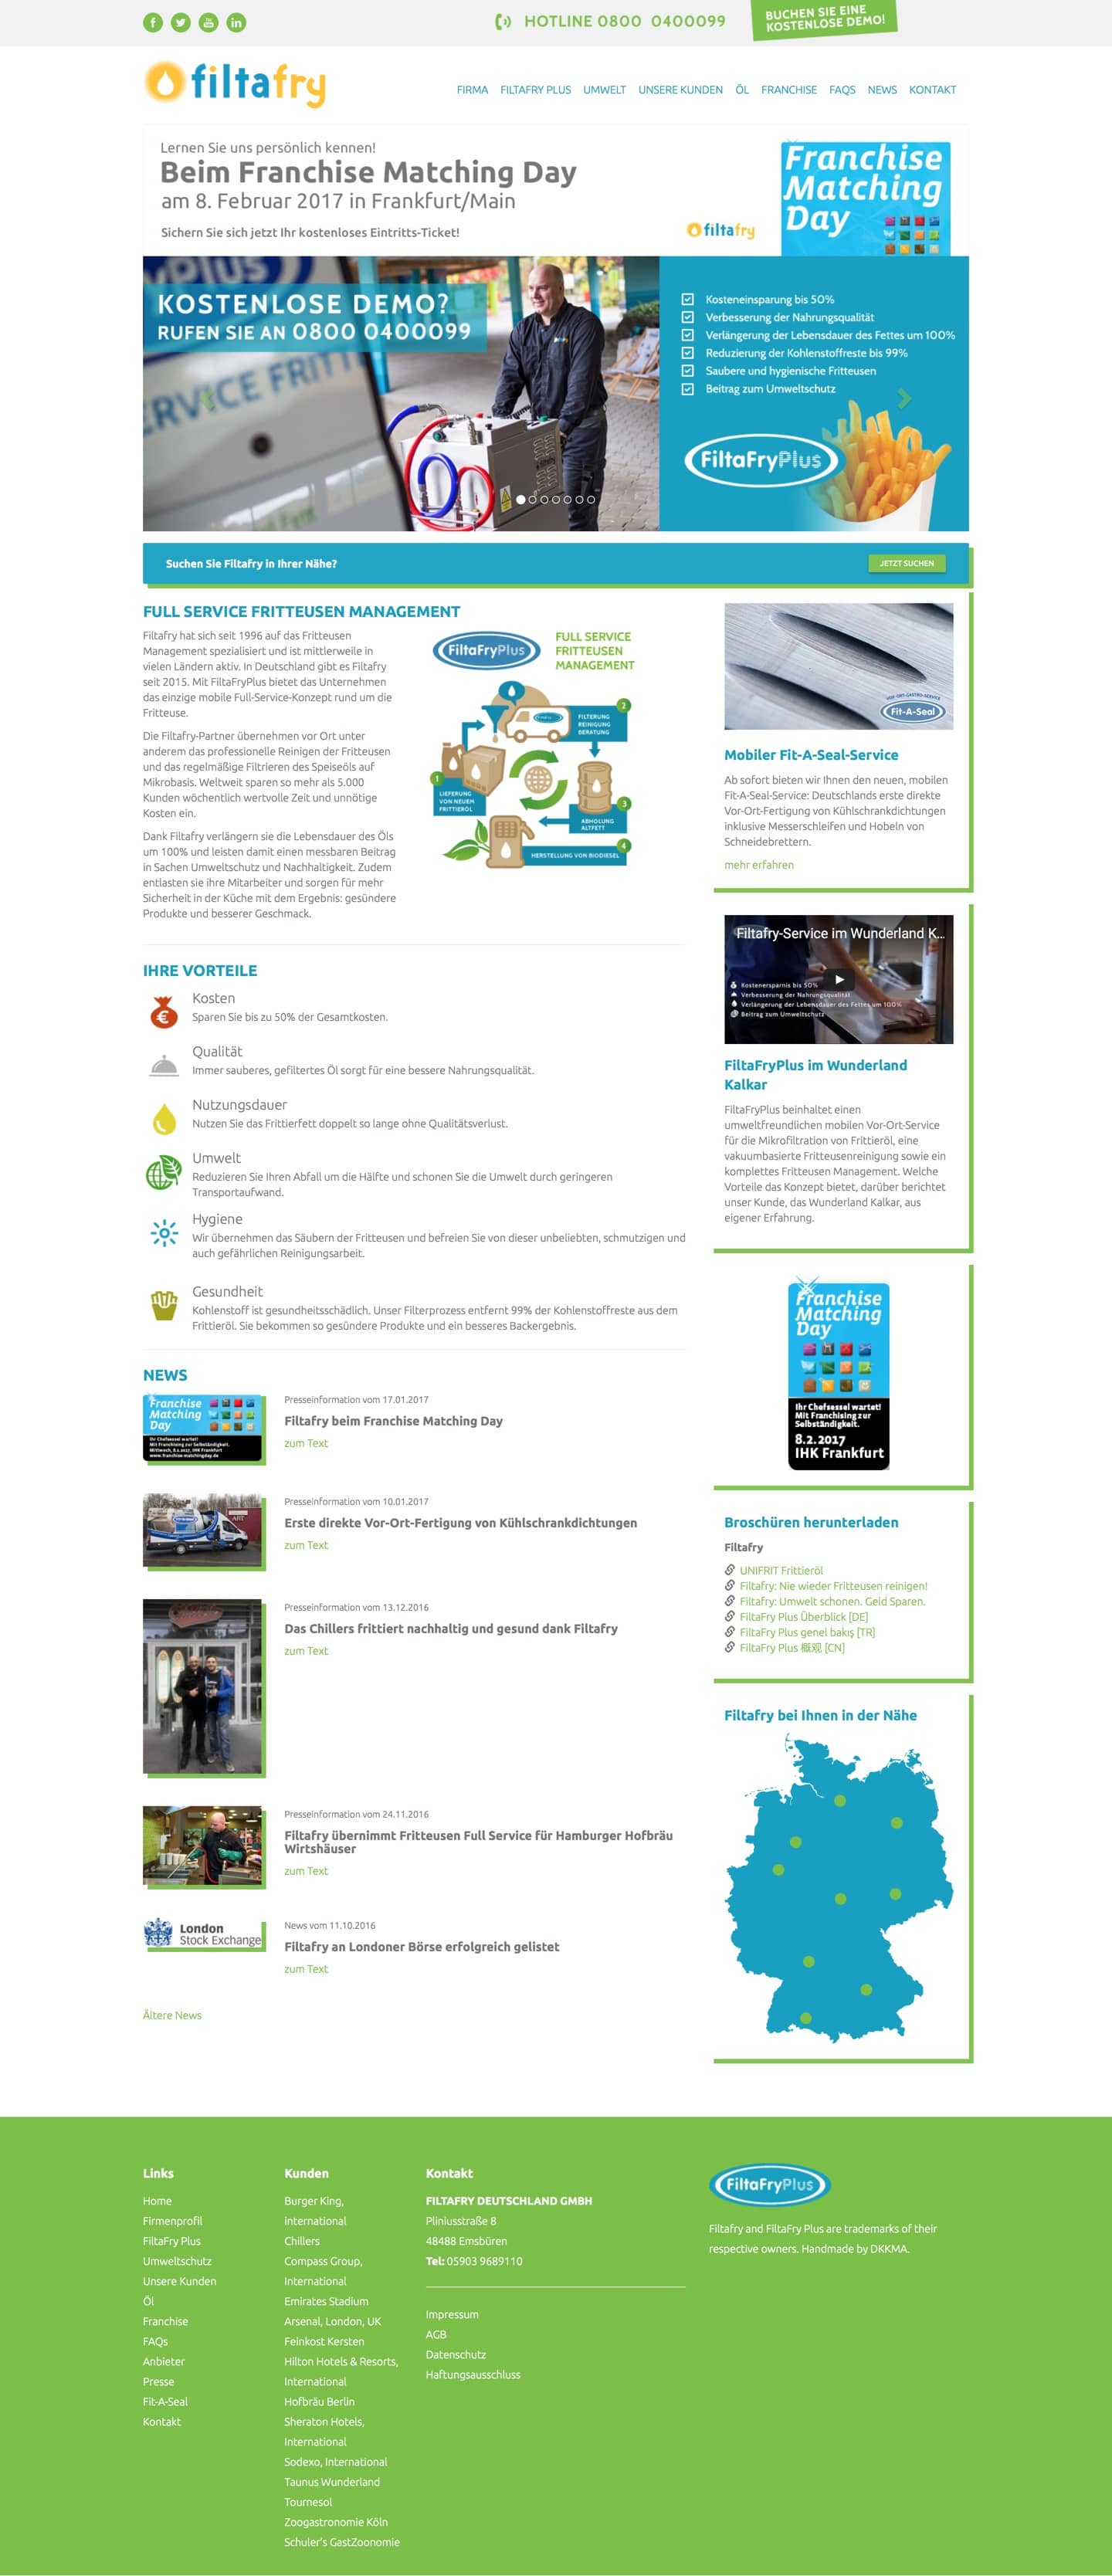 HOTLINE 0800 0400099
BUCHEN SIE EINE
KOSTENLOSE DEMO!
filtafry
FIRMA FILTAFRY PLUS UMWELT UNSERE KUNDEN ÖL FRANCHISE FAQS NEWS KONTAKT
Lernen Sie uns persönlich kennen!
Beim Franchise Matching Day
am 8. Februar 2017 in Frankfurt/Main
Sichern Sie sich jetzt Ihr kostenloses Eintritts-Ticket!
filtafry
Franchise
Matching
Day
KOSTENLOSE DEMO?
RUFEN SIE AN 0800 0400099
Kosteneinsparung bis 50%
Verbesserung der Nahrungsqualität
Verlängerung der Lebensdauer des Fettes um 100%
Reduzierung der Kohlenstoffreste bis 99%
Saubere und hygienische Fritteusen
Beitrag zum Umweltschutz
FiltaFryPlus
Suchen Sie Filtafry in Ihrer Nähe?
JETZT SUCHEN
FULL SERVICE FRITTEUSEN MANAGEMENT
Filtafry hat sich seit 1996 auf das Fritteusen
Management spezialisiert und ist mittlerweile in
vielen Ländern aktiv. In Deutschland gibt es Filtafry
seit 2015. Mit FiltaFryPlus bietet das Unternehmen
das einzige mobile Full-Service-Konzept rund um die
Fritteuse.
Die Filtafry-Partner übernehmen vor Ort unter
anderem das professionelle Reinigen der Fritteusen
und das regelmäßige Filtrieren des Speiseöls auf
Mikrobasis. Weltweit sparen so mehr als 5.000
Kunden wöchentlich wertvolle Zeit und unnötige
Kosten ein.
Dank Filtafry verlängern sie die Lebensdauer des Öls
um 100% und leisten damit einen messbaren Beitrag
in Sachen Umweltschutz und Nachhaltigkeit. Zudem
entlasten sie ihre Mitarbeiter und sorgen für mehr
Sicherheit in der Küche mit dem Ergebnis: gesündere
Produkte und besserer Geschmack.
FiltaFryPlus
FULL SERVICE
FRITTEUSEN
MANAGEMENT
2
FILTERUNG
REINIGUNG
BERATUNG
1
LIEFERUNG
VON NEUEM
FRITTIERÖL
3
ABHOLUNG
ALTFETT
4
HERSTELLUNG VON BIODIESEL
IHRE VORTEILE
Kosten
Sparen Sie bis zu 50% der Gesamtkosten.
Qualität
Immer sauberes, gefiltertes Öl sorgt für eine bessere Nahrungsqualität.
Nutzungsdauer
Nutzen Sie das Frittierfett doppelt so lange ohne Qualitätsverlust.
Umwelt
Reduzieren Sie Ihren Abfall um die Hälfte und schonen Sie die Umwelt durch geringeren
Transportaufwand.
Hygiene
Wir übernehmen das Säubern der Fritteusen und befreien Sie von dieser unbeliebten, schmutzigen und
auch gefährlichen Reinigungsarbeit.
Gesundheit
Kohlenstoff ist gesundheitsschädlich. Unser Filterprozess entfernt 99% der Kohlenstoffreste aus dem
Frittieröl. Sie bekommen so gesündere Produkte und ein besseres Backergebnis.
NEWS
Franchise
Matching
Day
Ihr Chefsessel wartet!
Mit Franchising zur Selbständigkeit.
Mittwoch, 8.2.2017, IHK Frankfurt
www.franchise-matchingday.de
Presseinformation vom 17.01.2017
Filtafry beim Franchise Matching Day
zum Text
Presseinformation vom 10.01.2017
Erste direkte Vor-Ort-Fertigung von Kühlschrankdichtungen
zum Text
Presseinformation vom 13.12.2016
Das Chillers frittiert nachhaltig und gesund dank Filtafry
zum Text
Presseinformation vom 24.11.2016
Filtafry übernimmt Fritteusen Full Service für Hamburger Hofbräu
Wirtshäuser
zum Text
London
Stock Exchange
News vom 11.10.2016
Filtafry an Londoner Börse erfolgreich gelistet
zum Text
Ältere News
VOR-ORT-GASTRO-SERVICE
Fit-A-Seal
Mobiler Fit-A-Seal-Service
Ab sofort bieten wir Ihnen den neuen, mobilen
Fit-A-Seal-Service: Deutschlands erste direkte
Vor-Ort-Fertigung von Kühlschrankdichtungen
inklusive Messerschleifen und Hobeln von
Schneidebrettern.
mehr erfahren
Filtafry-Service im Wunderland K...
Kostenersparnis bis 50%
Verbesserung der Nahrungsqualität
Verlängerung der Lebensdauer des Fettes um 100%
Beitrag zum Umweltschutz
FiltaFryPlus im Wunderland
Kalkar
FiltaFryPlus beinhaltet einen
umweltfreundlichen mobilen Vor-Ort-Service
für die Mikrofiltration von Frittieröl, eine
vakuumbasierte Fritteusenreinigung sowie ein
komplettes Fritteusen Management. Welche
Vorteile das Konzept bietet, darüber berichtet
unser Kunde, das Wunderland Kalkar, aus
eigener Erfahrung.
Franchise
Matching
Day
Ihr Chefsessel wartet!
Mit Franchising zur
Selbständigkeit.
8.2.2017
IHK Frankfurt
Broschüren herunterladen
Filtafry
UNIFRIT Frittieröl
Filtafry: Nie wieder Fritteusen reinigen!
Filtafry: Umwelt schonen. Geld Sparen.
FiltaFry Plus Überblick [DE]
FiltaFry Plus genel bakış [TR]
FiltaFry Plus 概观 [CN]
Filtafry bei Ihnen in der Nähe
Links
Home
Firmenprofil
FiltaFry Plus
Umweltschutz
Unsere Kunden
Öl
Franchise
FAQs
Anbieter
Presse
Fit-A-Seal
Kontakt
Kunden
Burger King,
international
Chillers
Compass Group,
International
Emirates Stadium
Arsenal, London, UK
Feinkost Kersten
Hilton Hotels & Resorts,
International
Hofbräu Berlin
Sheraton Hotels,
International
Sodexo, International
Taunus Wunderland
Tournesol
Zoogastronomie Köln
Schuler's GastZoonomie
Kontakt
FILTAFRY DEUTSCHLAND GMBH
Pliniusstraße 8
48488 Emsbüren
Tel: 05903 9689110
Impressum
AGB
Datenschutz
Haftungsausschluss
FiltaFryPlus
Filtafry and FiltaFry Plus are trademarks of their
respective owners. Handmade by DKKMA.